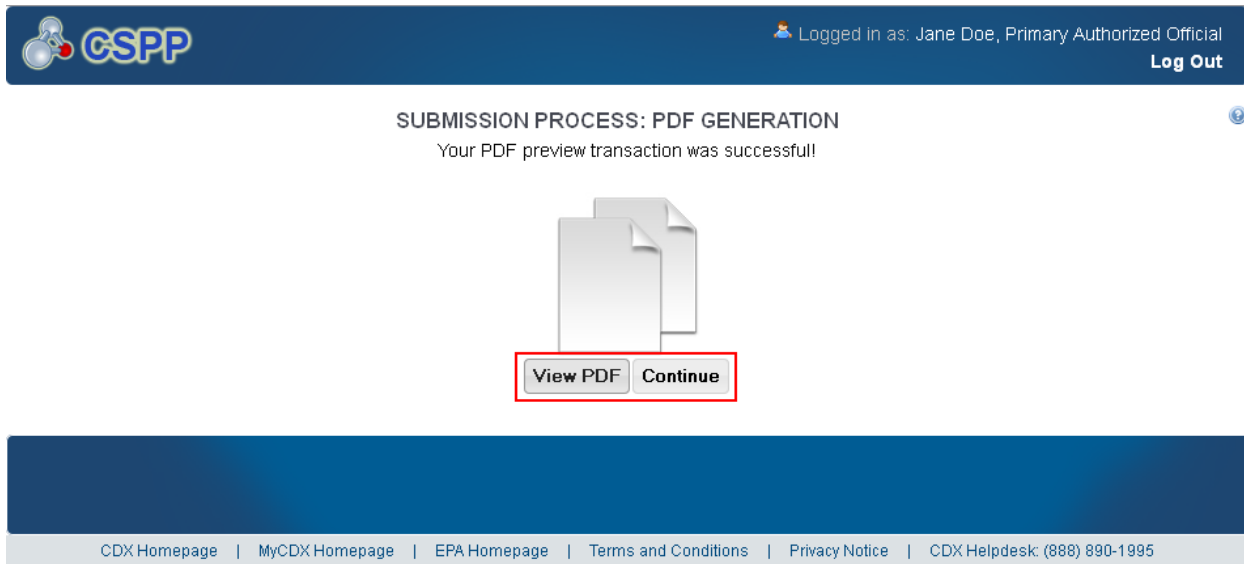 CSPP
Logged in as: Jane Doe, Primary Authorized Official
Log Out
SUBMISSION PROCESS: PDF GENERATION
Your PDF preview transaction was successful!
View PDF Continue
CDX Homepage | MyCDX Homepage | EPA Homepage | Terms and Conditions | Privacy Notice | CDX Helpdesk: (888) 890-1995